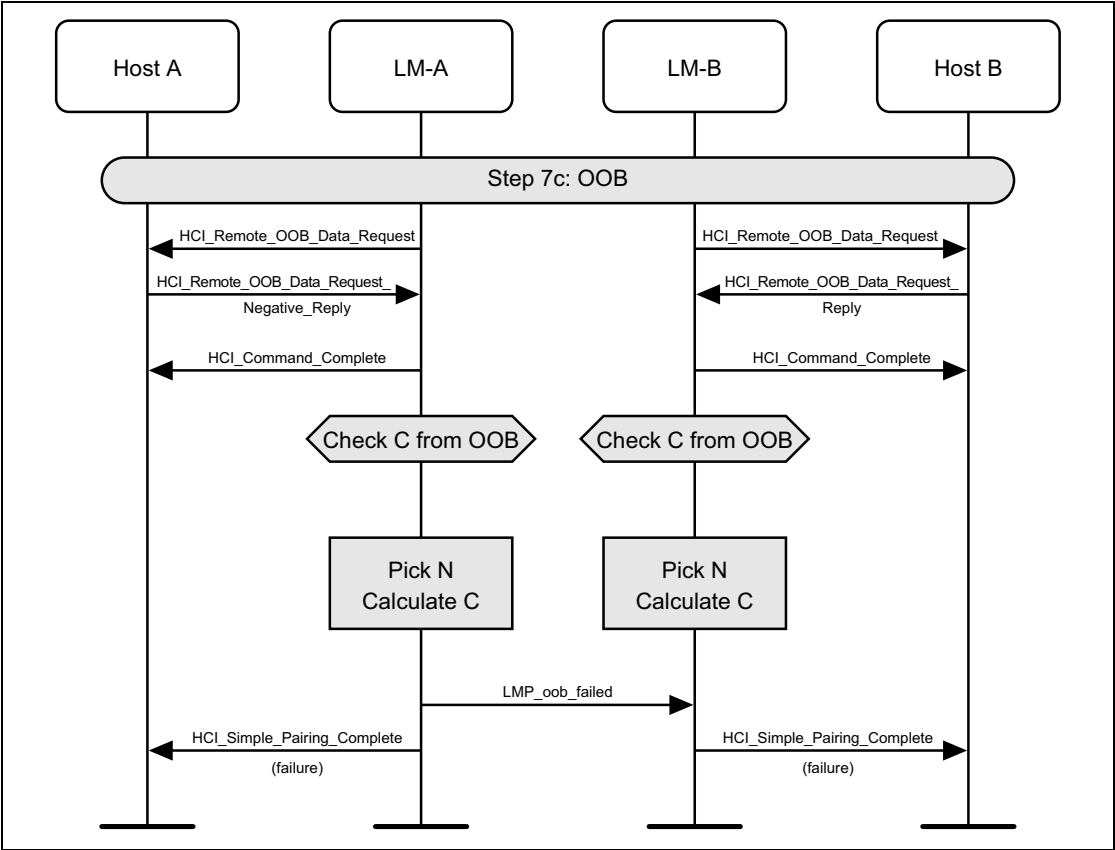 Host A
LM-A
LM-B
Host B
Step 7c: OOB
HCI_Remote_OOB_Data_Request
HCI_Remote_OOB_Data_Request
HCI_Remote_OOB_Data_Request_
Negative_Reply
HCI_Remote_OOB_Data_Request_
Reply
HCI_Command_Complete
HCI_Command_Complete
Check C from OOB
Check C from OOB
Pick N
Calculate C
Pick N
Calculate C
LMP_oob_failed
HCI_Simple_Pairing_Complete
(failure)
HCI_Simple_Pairing_Complete
(failure)